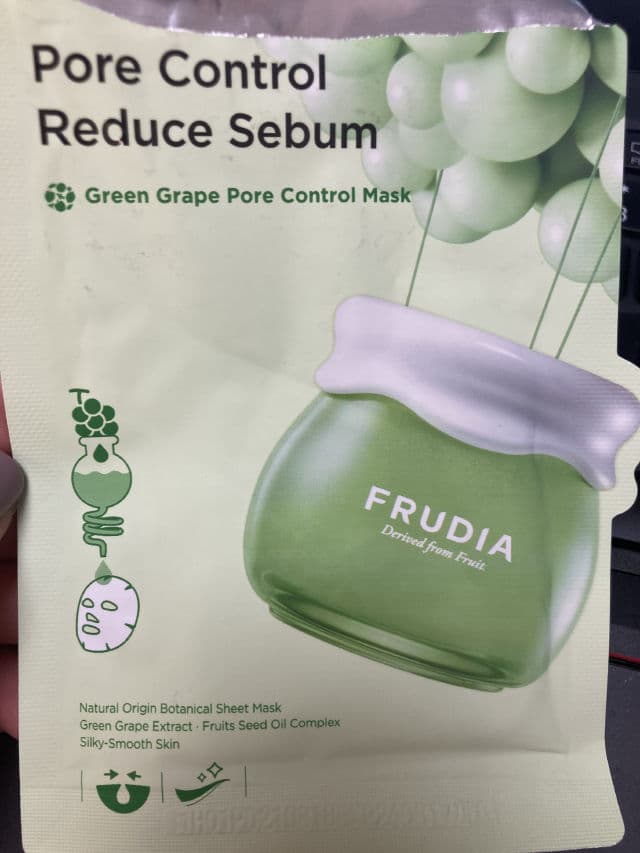 Pore Control
Reduce Sebum
Green Grape Pore Control Mask
FRUDIA
Derived from Fruit.
Natural Origin Botanical Sheet Mask
Green Grape Extract · Fruits Seed Oil Complex
Silky-Smooth Skin